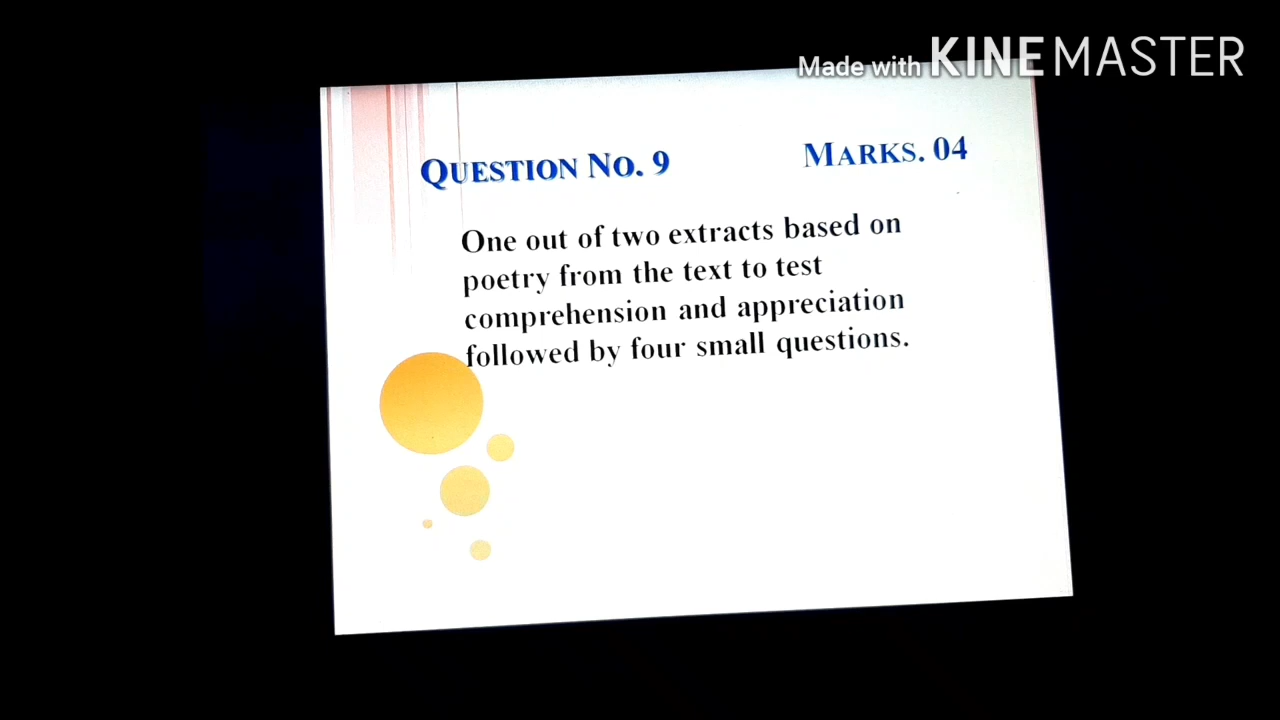 Made with KINEMASTER
QUESTION NO. 9 MARKS. 04
One out of two extracts based on
poetry from the text to test
comprehension and appreciation
followed by four small questions.